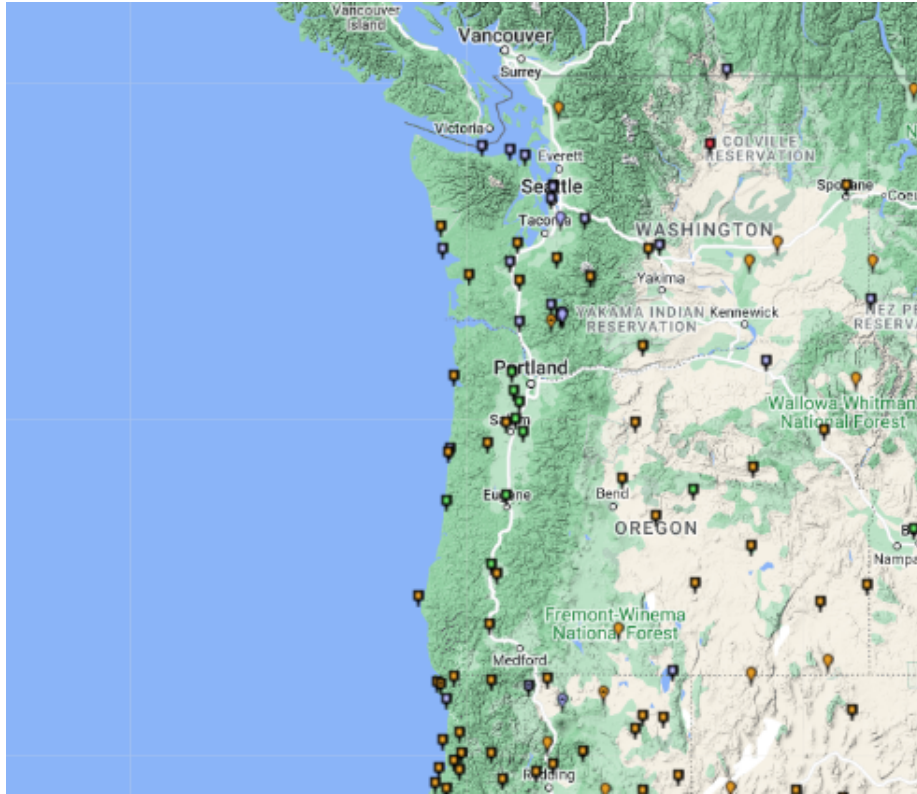 Vancouver
Island
Vancouver
Surrey
Victoria
Everett
COLVILLE
RESERVATION
Seattle
Spokane
Tacoma
WASHINGTON
Yakima
YAKAMA INDIAN
RESERVATION
Kennewick
NEZ PE
RESERVA
Portland
Wallowa-Whitman
National Forest
Salem
Eugene
Bend
OREGON
Nampa
Fremont-Winema
National Forest
Medford
Redding